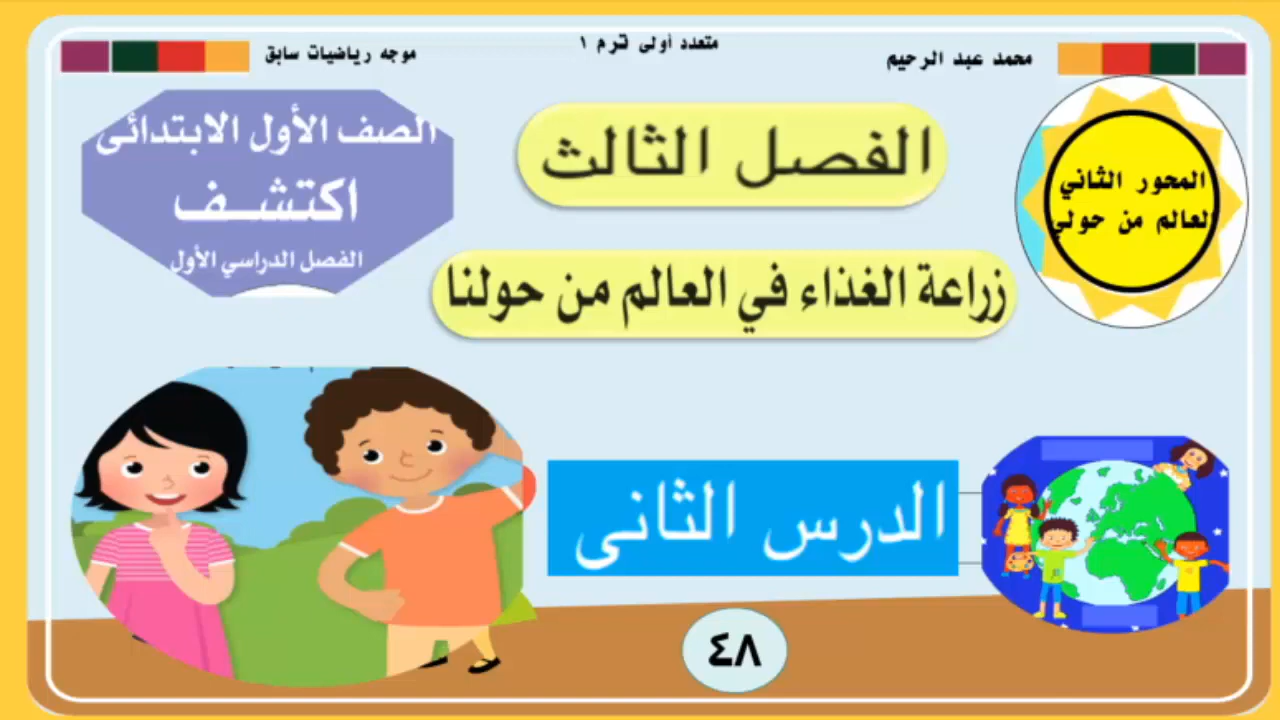 محمد عبد الرحيم
متعدد أولى ترم ١
موجه رياضيات سابق
المحور الثاني
العالم من حولي
الفصل الثالث
زراعة الغذاء في العالم من حولنا
الصف الأول الابتدائى
اكتشف
الفصل الدراسي الأول
الدرس الثانى
٤٨